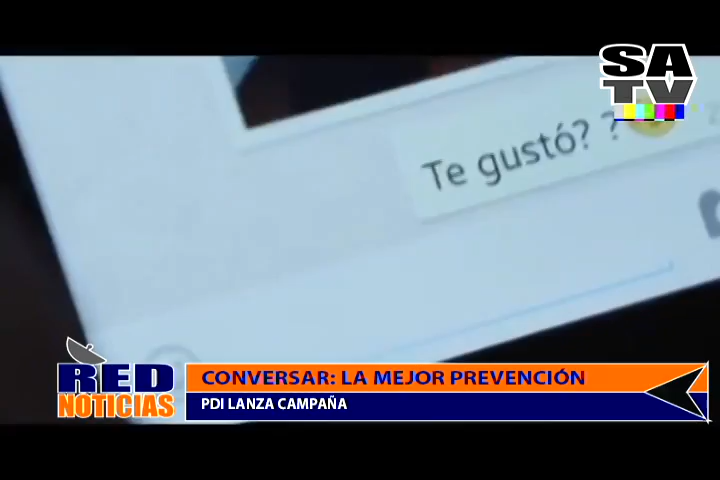 SA
TV
Te gustó? ?
RED
NOTICIAS
CONVERSAR: LA MEJOR PREVENCIÓN
PDI LANZA CAMPAÑA